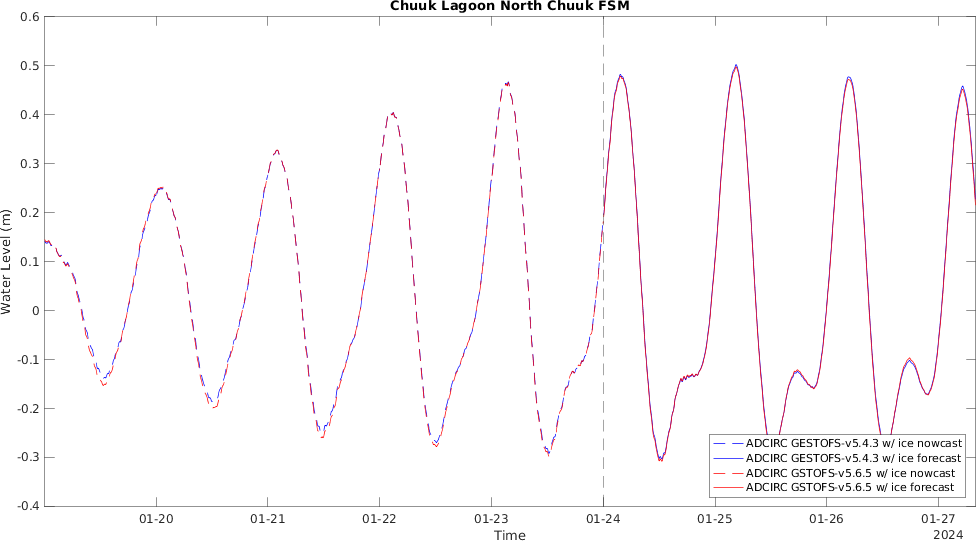 Chuuk Lagoon North Chuuk FSM
0.6
0.5
0.4
0.3
0.2
0.1
0
-0.1
-0.2
-0.3
-0.4
Water Level (m)
01-20 01-21 01-22 01-23 01-24 01-25 01-26 01-27
Time
2024
ADCIRC GESTOFS-v5.4.3 w/ ice nowcast
ADCIRC GESTOFS-v5.4.3 w/ ice forecast
ADCIRC GSTOFS-v5.6.5 w/ ice nowcast
ADCIRC GSTOFS-v5.6.5 w/ ice forecast